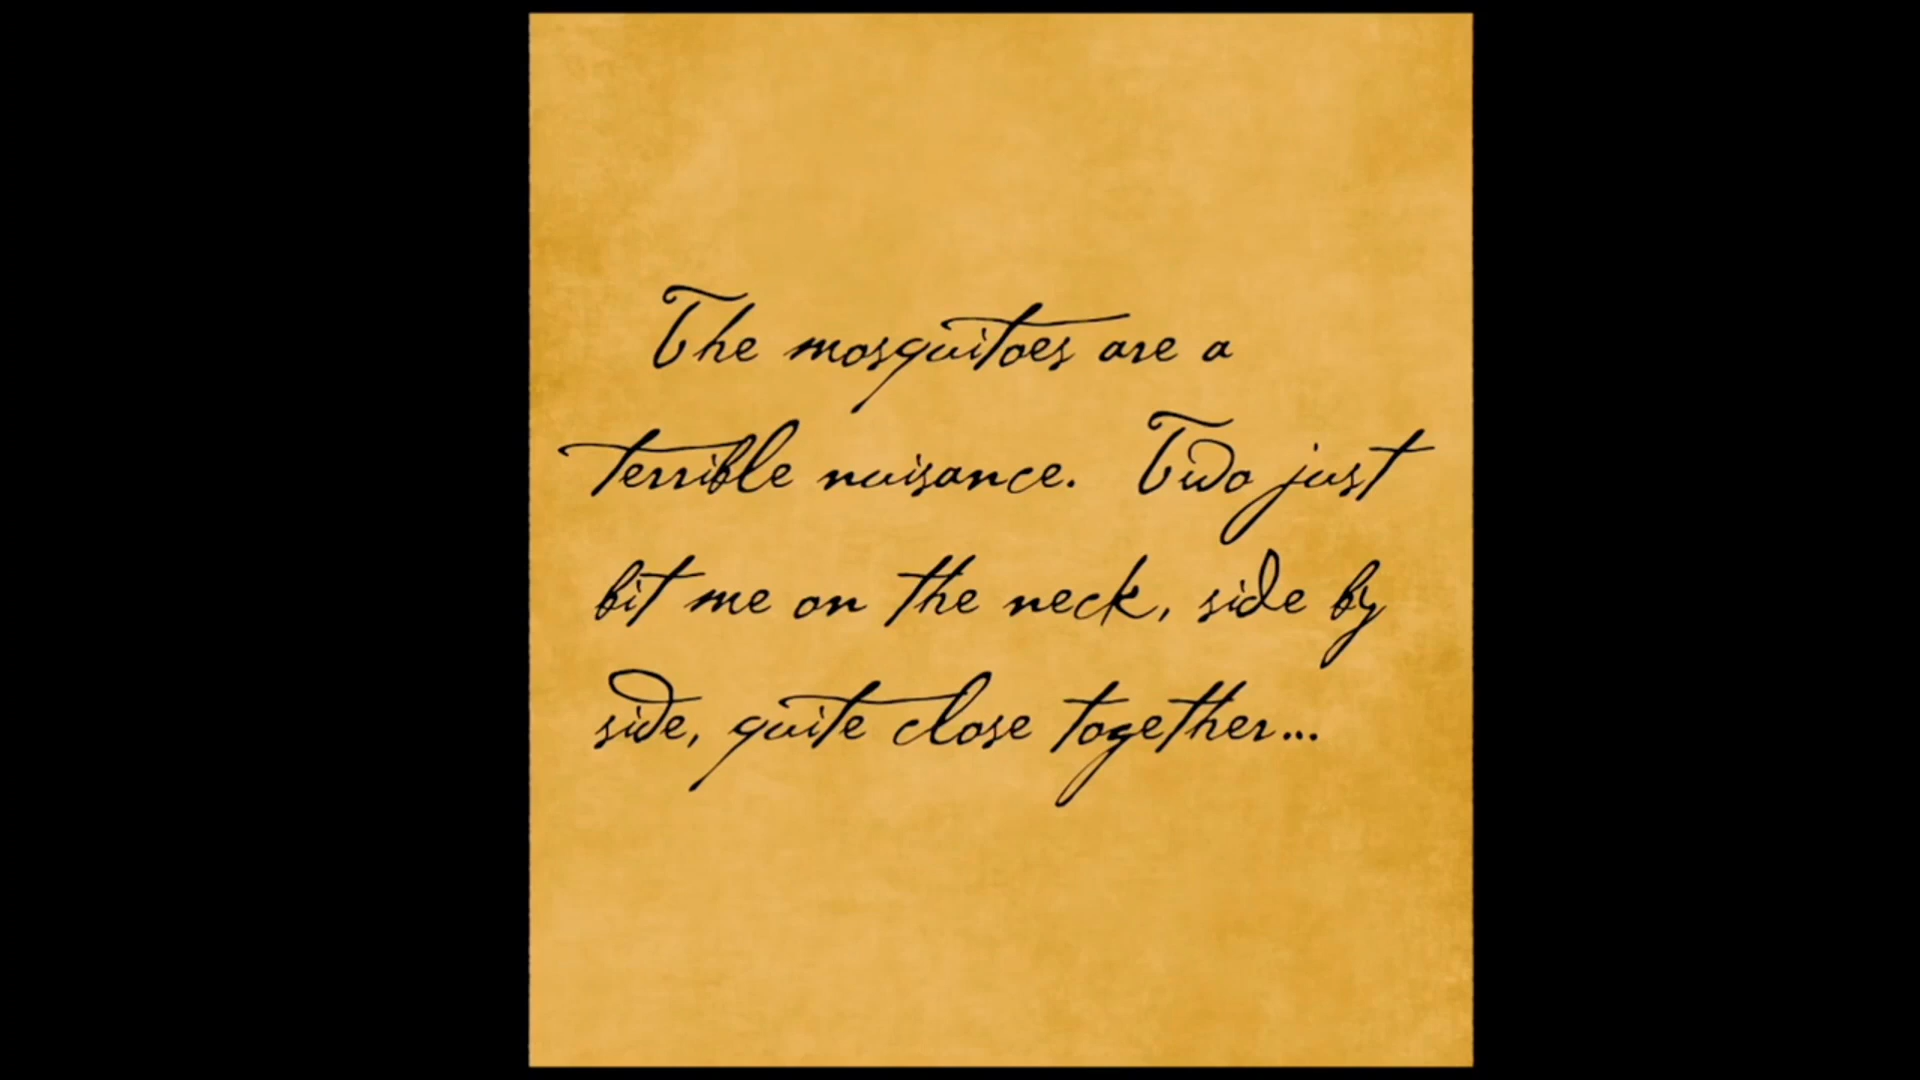 The mosquitoes are a
terrible nuisance. Two just
bit me on the neck, side by
side, quite close together...